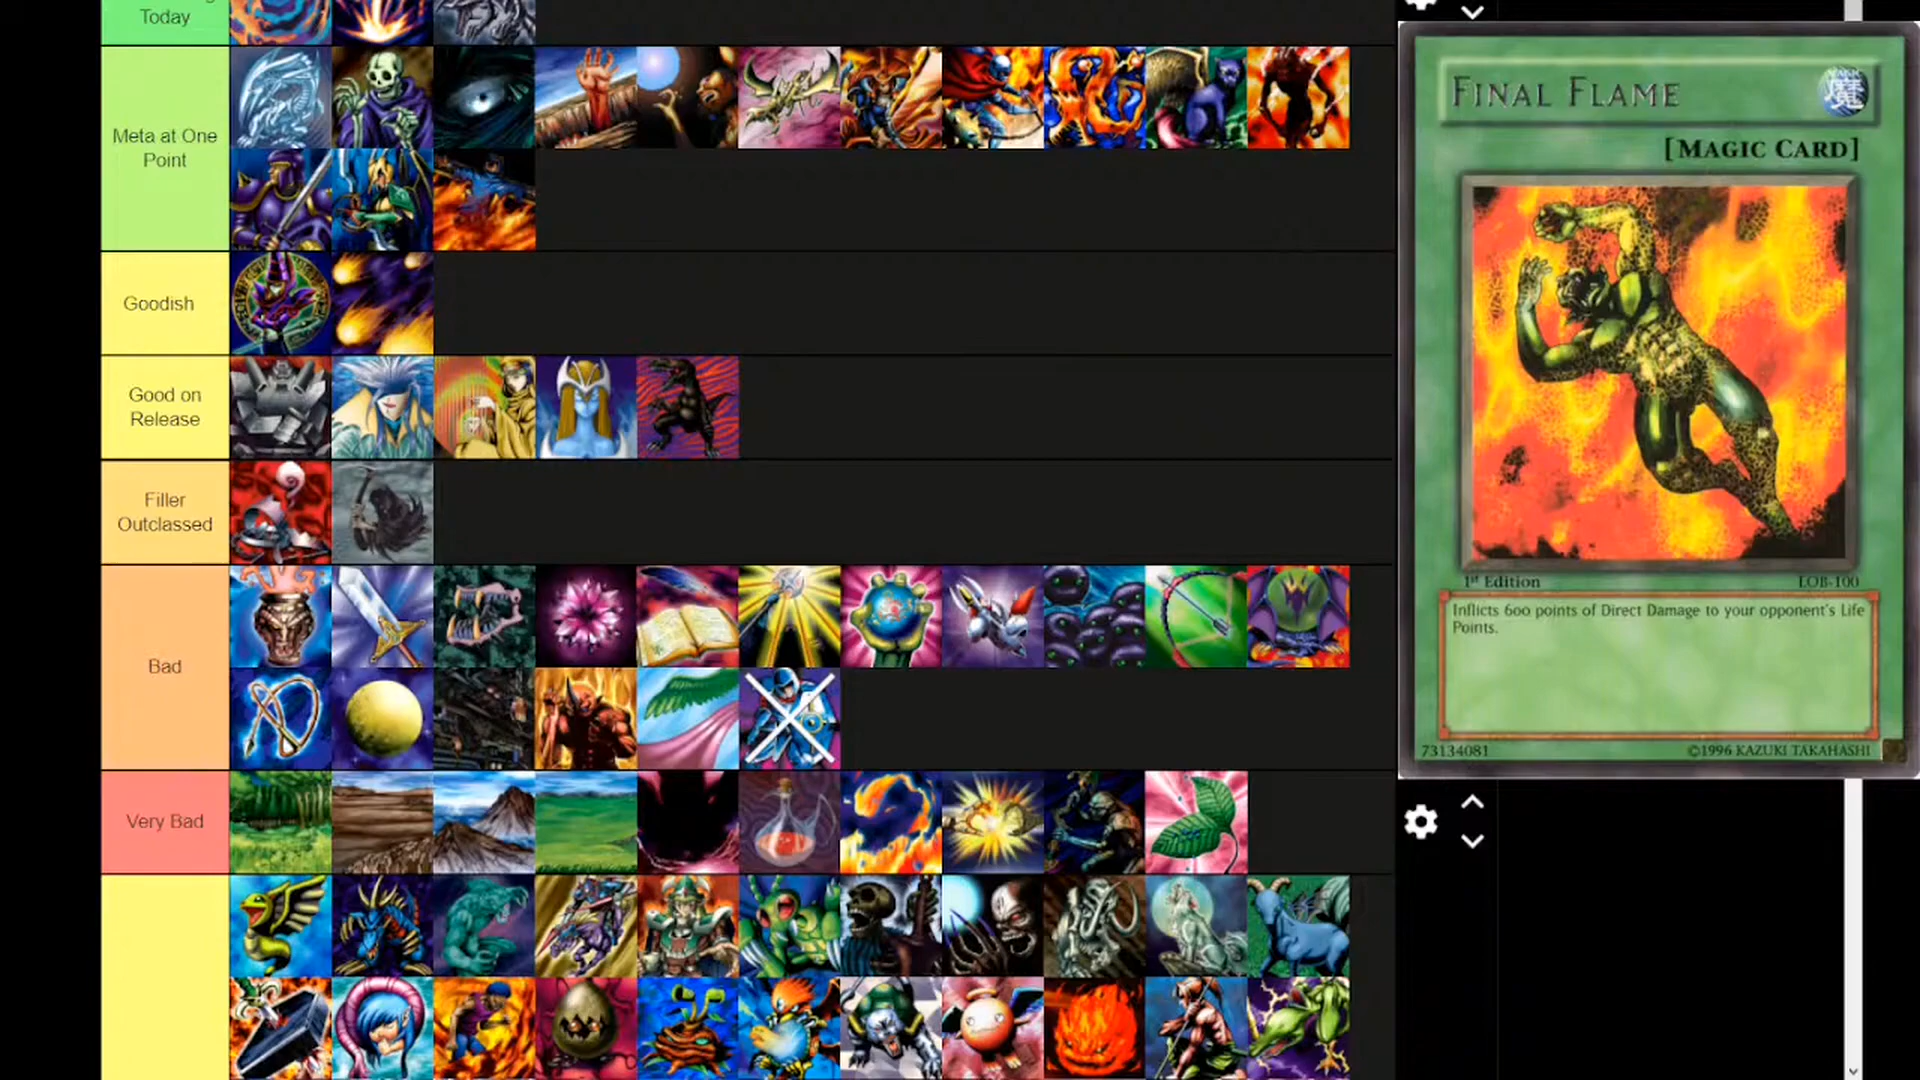 Today
Meta at One
Point
Goodish
Good on
Release
Filler
Outclassed
Bad
Very Bad
FINAL FLAME
[MAGIC CARD]
1st Edition
LOB-100
Inflicts 600 points of Direct Damage to your opponent's Life
Points.
73134081
©1996 KAZUKI TAKAHASHI